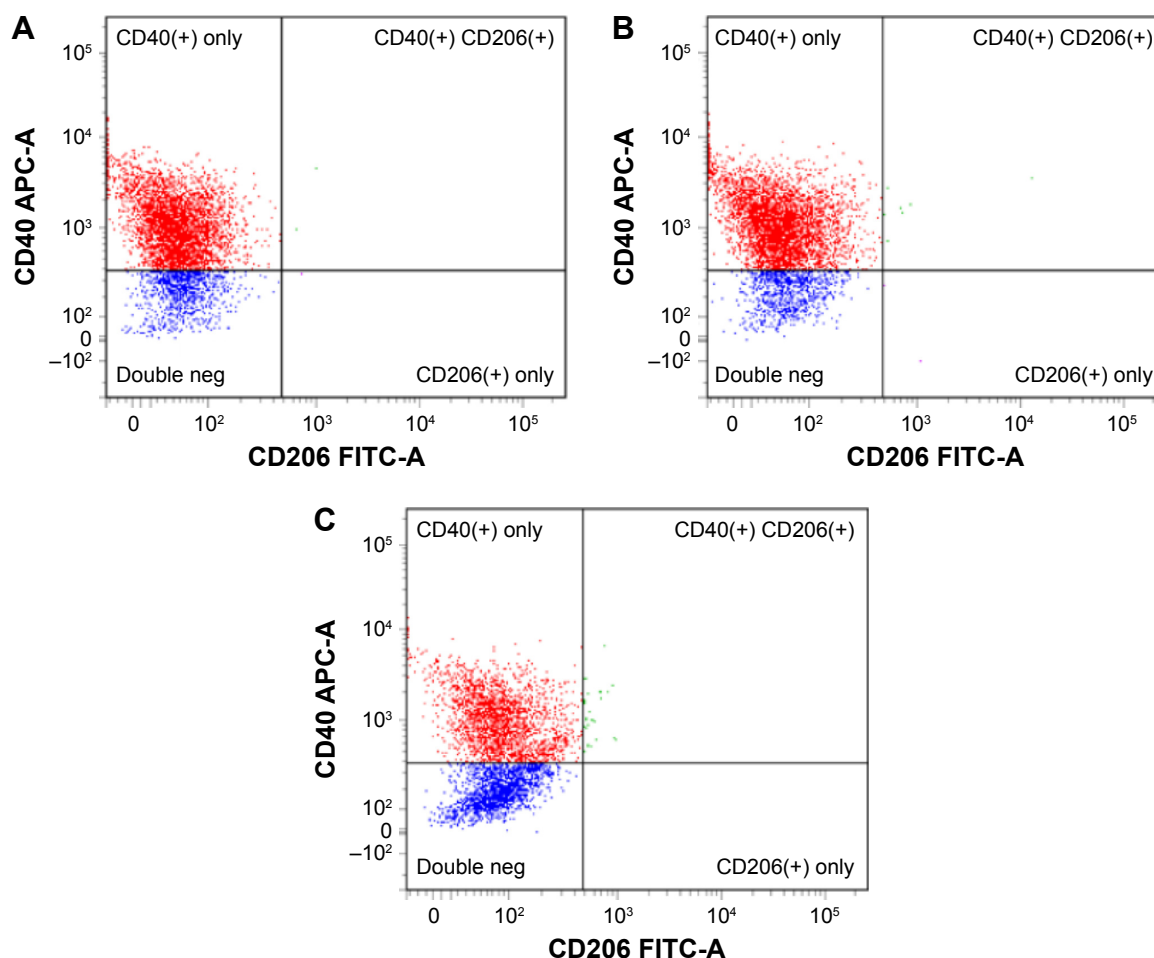 A
CD40(+) only CD40(+) CD206(+)
10⁵
10⁴
10³
10²
0
–10²
CD40 APC-A
Double neg CD206(+) only
0 10² 10³ 10⁴ 10⁵
CD206 FITC-A
B
CD40(+) only CD40(+) CD206(+)
10⁵
10⁴
10³
10²
0
–10²
CD40 APC-A
Double neg CD206(+) only
0 10² 10³ 10⁴ 10⁵
CD206 FITC-A
C
CD40(+) only CD40(+) CD206(+)
10⁵
10⁴
10³
10²
0
–10²
CD40 APC-A
Double neg CD206(+) only
0 10² 10³ 10⁴ 10⁵
CD206 FITC-A